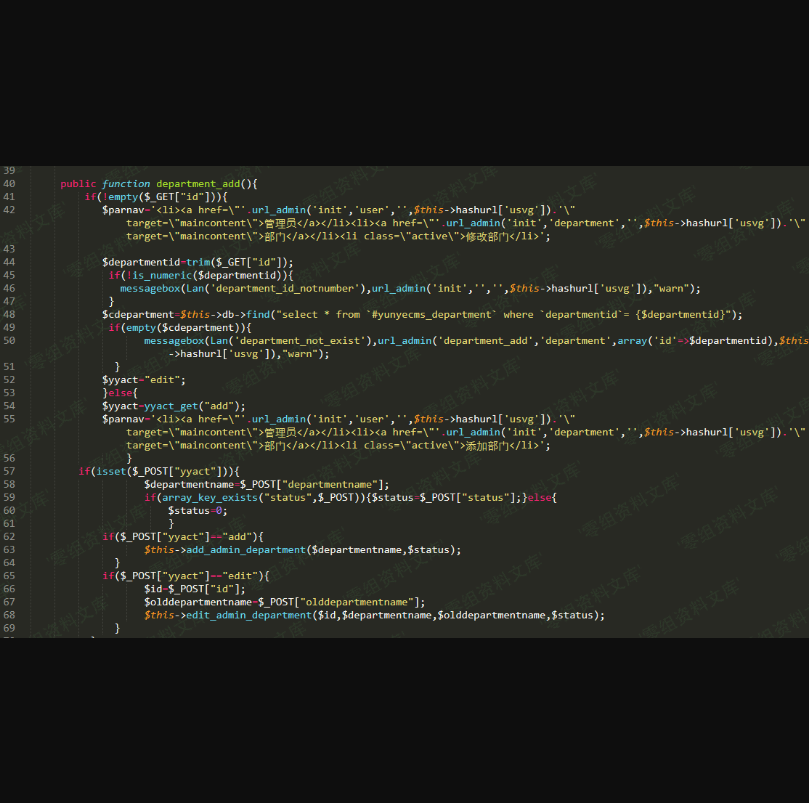 39
40 public function department_add(){
41 if(!empty($_GET["id"])){
42 $parnav='<li><a href=\"'.url_admin('init','user','',$this->hashurl['usvg']).'\"
target=\"maincontent\">管理员</a></li><li><a href=\"'.url_admin('init','department','',$this->hashurl['usvg']).'\"
target=\"maincontent\">部门</a></li><li class=\"active\">修改部门</li>';
43
44 $departmentid=trim($_GET["id"]);
45 if(!is_numeric($departmentid)){
46 messagebox(Lan('department_id_notnumber'),url_admin('init','','',$this->hashurl['usvg']),"warn");
47 }
48 $cdepartment=$this->db->find("select * from `#yunyecms_department` where `departmentid`= {$departmentid}");
49 if(empty($cdepartment)){
50 messagebox(Lan('department_not_exist'),url_admin('department_add','department',array('id'=>$departmentid),$this
->hashurl['usvg']),"warn");
51 }
52 $yyact="edit";
53 }else{
54 $yyact=yyact_get("add");
55 $parnav='<li><a href=\"'.url_admin('init','user','',$this->hashurl['usvg']).'\"
target=\"maincontent\">管理员</a></li><li><a href=\"'.url_admin('init','department','',$this->hashurl['usvg']).'\"
target=\"maincontent\">部门</a></li><li class=\"active\">添加部门</li>';
56 }
57 if(isset($_POST["yyact"])){
58 $departmentname=$_POST["departmentname"];
59 if(array_key_exists("status",$_POST)){$status=$_POST["status"];}else{
60 $status=0;
61 }
62 if($_POST["yyact"]=="add"){
63 $this->add_admin_department($departmentname,$status);
64 }
65 if($_POST["yyact"]=="edit"){
66 $id=$_POST["id"];
67 $olddepartmentname=$_POST["olddepartmentname"];
68 $this->edit_admin_department($id,$departmentname,$olddepartmentname,$status);
69 }